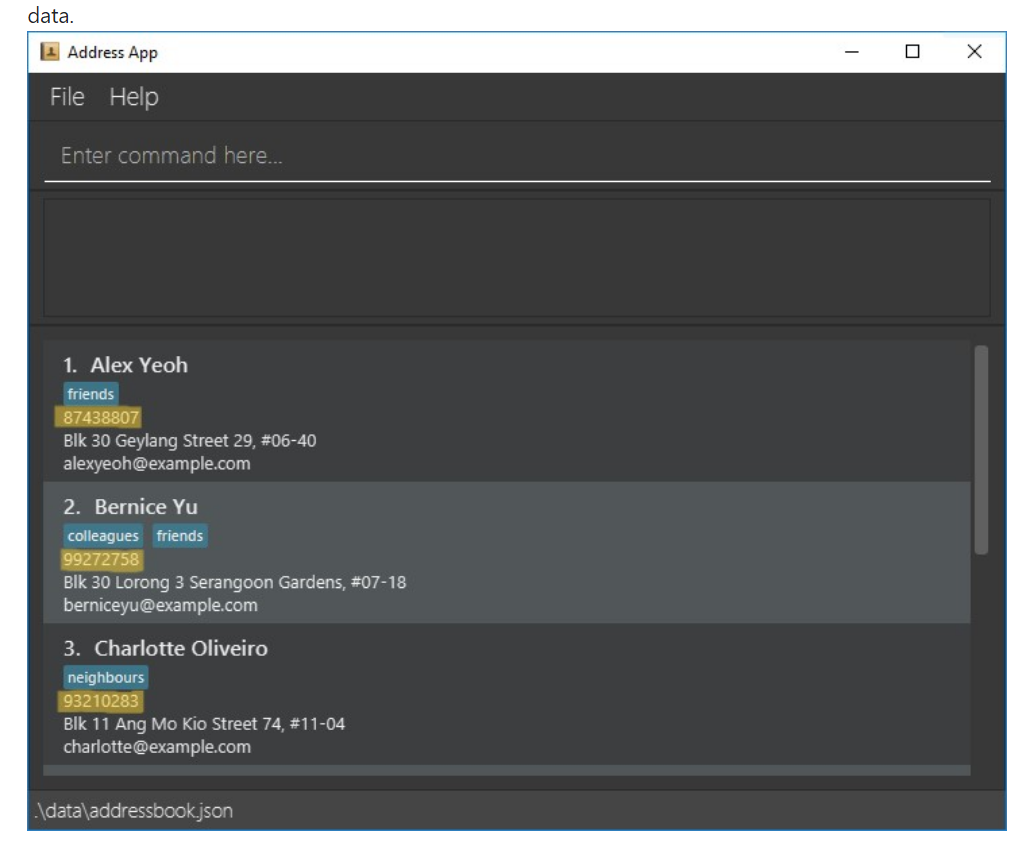 data.
Address App
File Help
Enter command here...
1. Alex Yeoh
friends
87438807
Blk 30 Geylang Street 29, #06-40
alexyeoh@example.com
2. Bernice Yu
colleagues friends
99272758
Blk 30 Lorong 3 Serangoon Gardens, #07-18
berniceyu@example.com
3. Charlotte Oliveiro
neighbours
93210283
Blk 11 Ang Mo Kio Street 74, #11-04
charlotte@example.com
.\data\addressbook.json